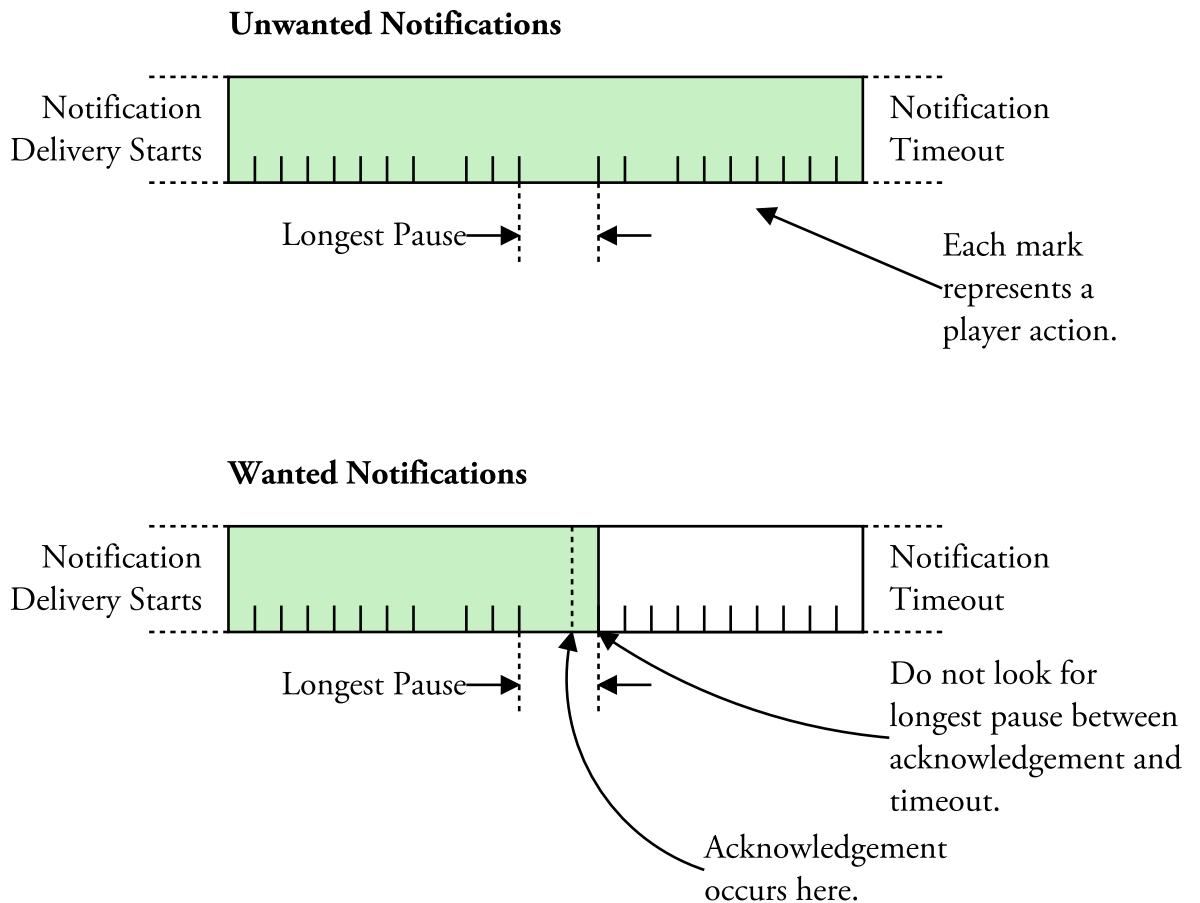 Unwanted Notifications
Notification
Delivery Starts
Notification
Timeout
Longest Pause
Each mark
represents a
player action.
Wanted Notifications
Notification
Delivery Starts
Notification
Timeout
Longest Pause
Do not look for
longest pause between
acknowledgement and
timeout.
Acknowledgement
occurs here.